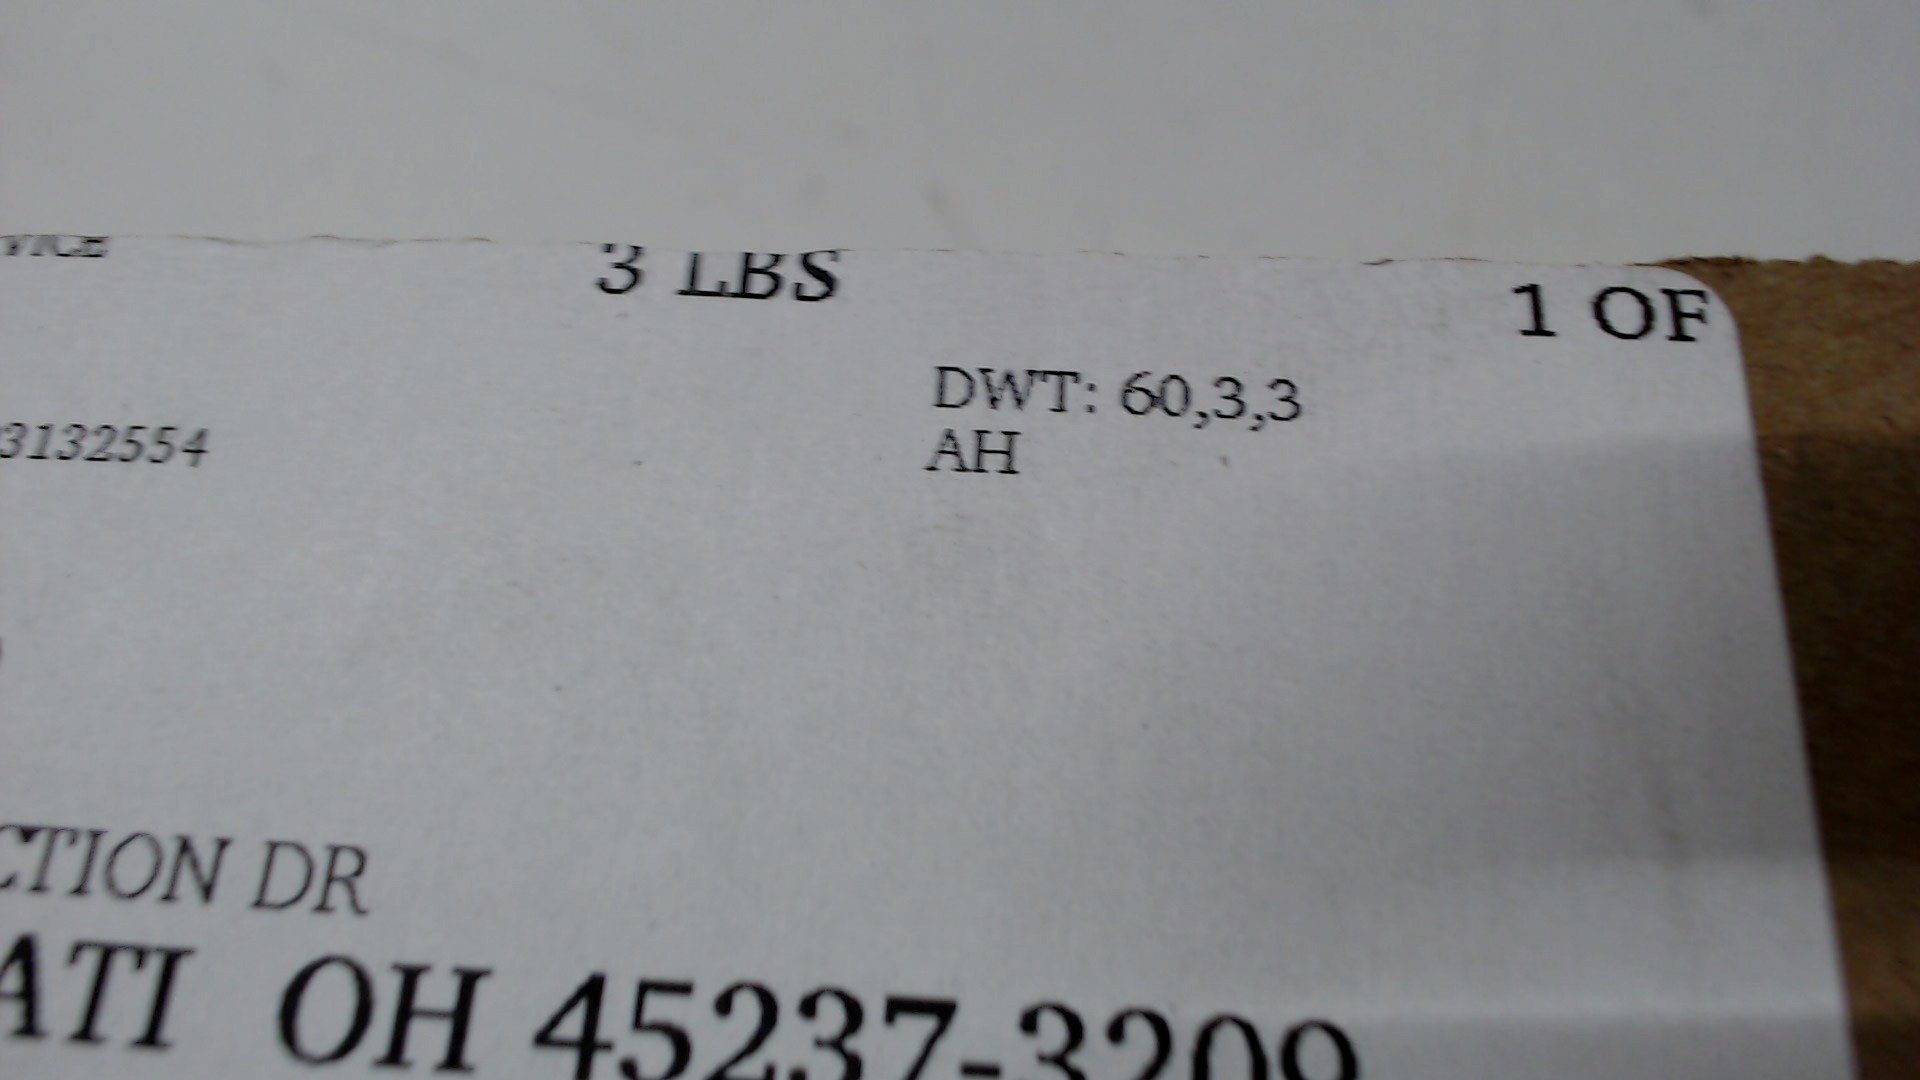 3 LBS
1 OF
DWT: 60,3,3
3132554
AH
CTION DR
ATI OH 45237-3209